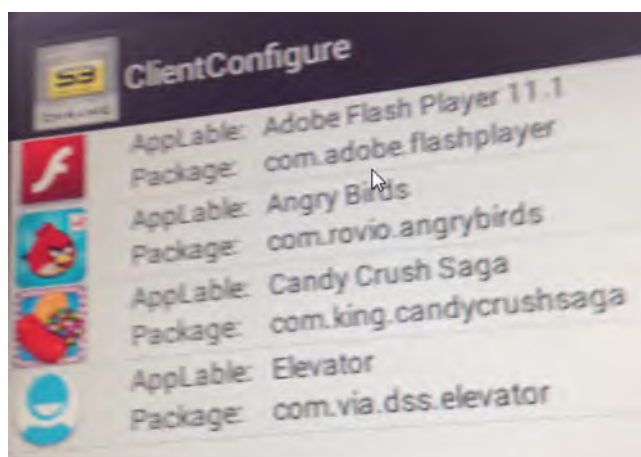 S3
ClientConfigure
AppLable: Adobe Flash Player 11.1
Package: com.adobe.flashplayer
AppLable: Angry Birds
Package: com.rovio.angrybirds
AppLable: Candy Crush Saga
Package: com.king.candycrushsaga
AppLable: Elevator
Package: com.via.dss.elevator